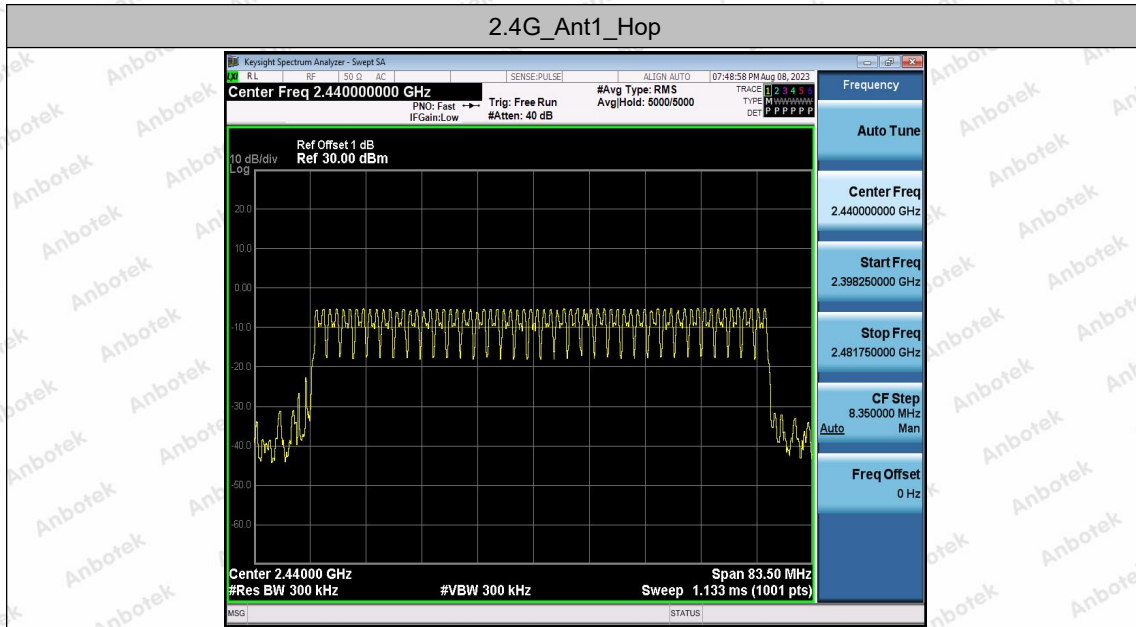 2.4G_Ant1_Hop
Keysight Spectrum Analyzer - Swept SA
RL RF 50 Ω AC SENSE:PULSE ALIGN AUTO 07:48:58 PM Aug 08, 2023
Center Freq 2.440000000 GHz
PNO: Fast
IFGain:Low
Trig: Free Run
#Atten: 40 dB
#Avg Type: RMS
Avg|Hold: 5000/5000
TRACE 1 2 3 4 5 6
TYPE M WWWWW
DET P P P P P P
Frequency
Auto Tune
Center Freq
2.440000000 GHz
Start Freq
2.398250000 GHz
Stop Freq
2.481750000 GHz
CF Step
8.350000 MHz
Auto Man
Freq Offset
0 Hz
Ref Offset 1 dB
10 dB/div Ref 30.00 dBm
Log
20.0
10.0
0.00
-10.0
-20.0
-30.0
-40.0
-50.0
-60.0
Center 2.44000 GHz Span 83.50 MHz
#Res BW 300 kHz #VBW 300 kHz Sweep 1.133 ms (1001 pts)
MSG STATUS
Anbotek